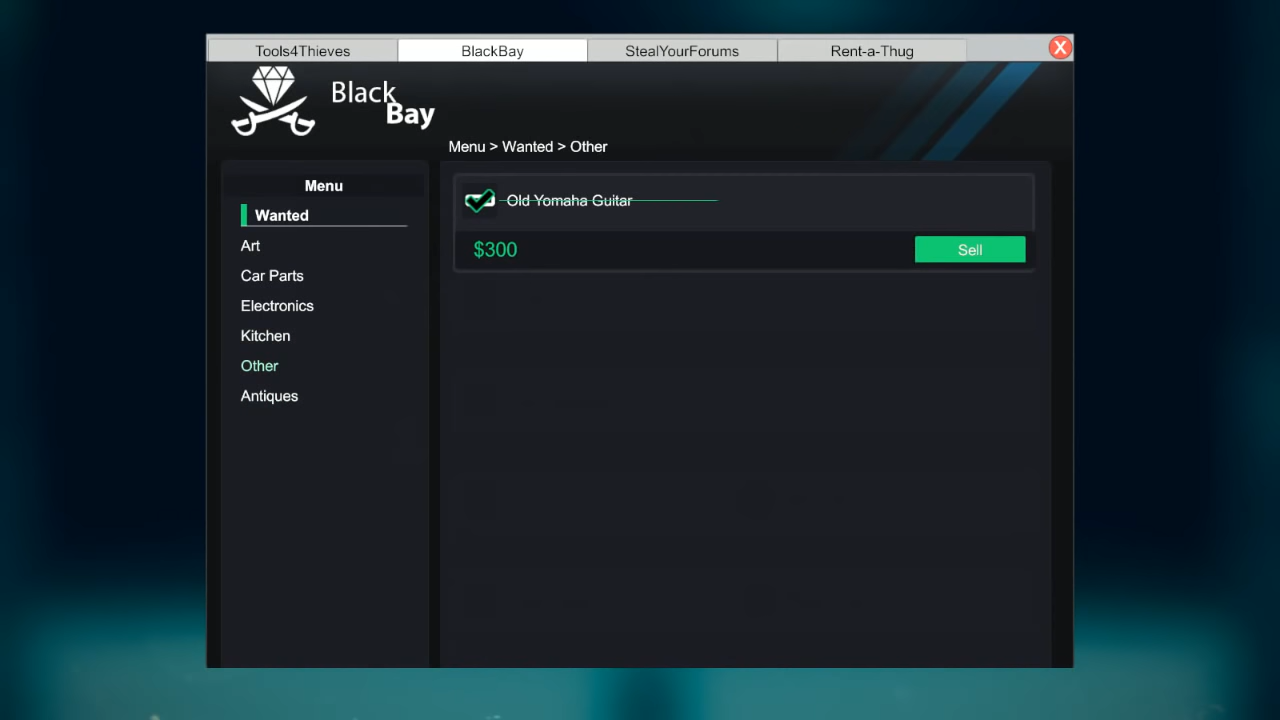 Tools4Thieves
BlackBay
StealYourForums
Rent-a-Thug
X
Black
Bay
Menu > Wanted > Other
Menu
Wanted
Art
Car Parts
Electronics
Kitchen
Other
Antiques
Old Yomaha Guitar
$300
Sell